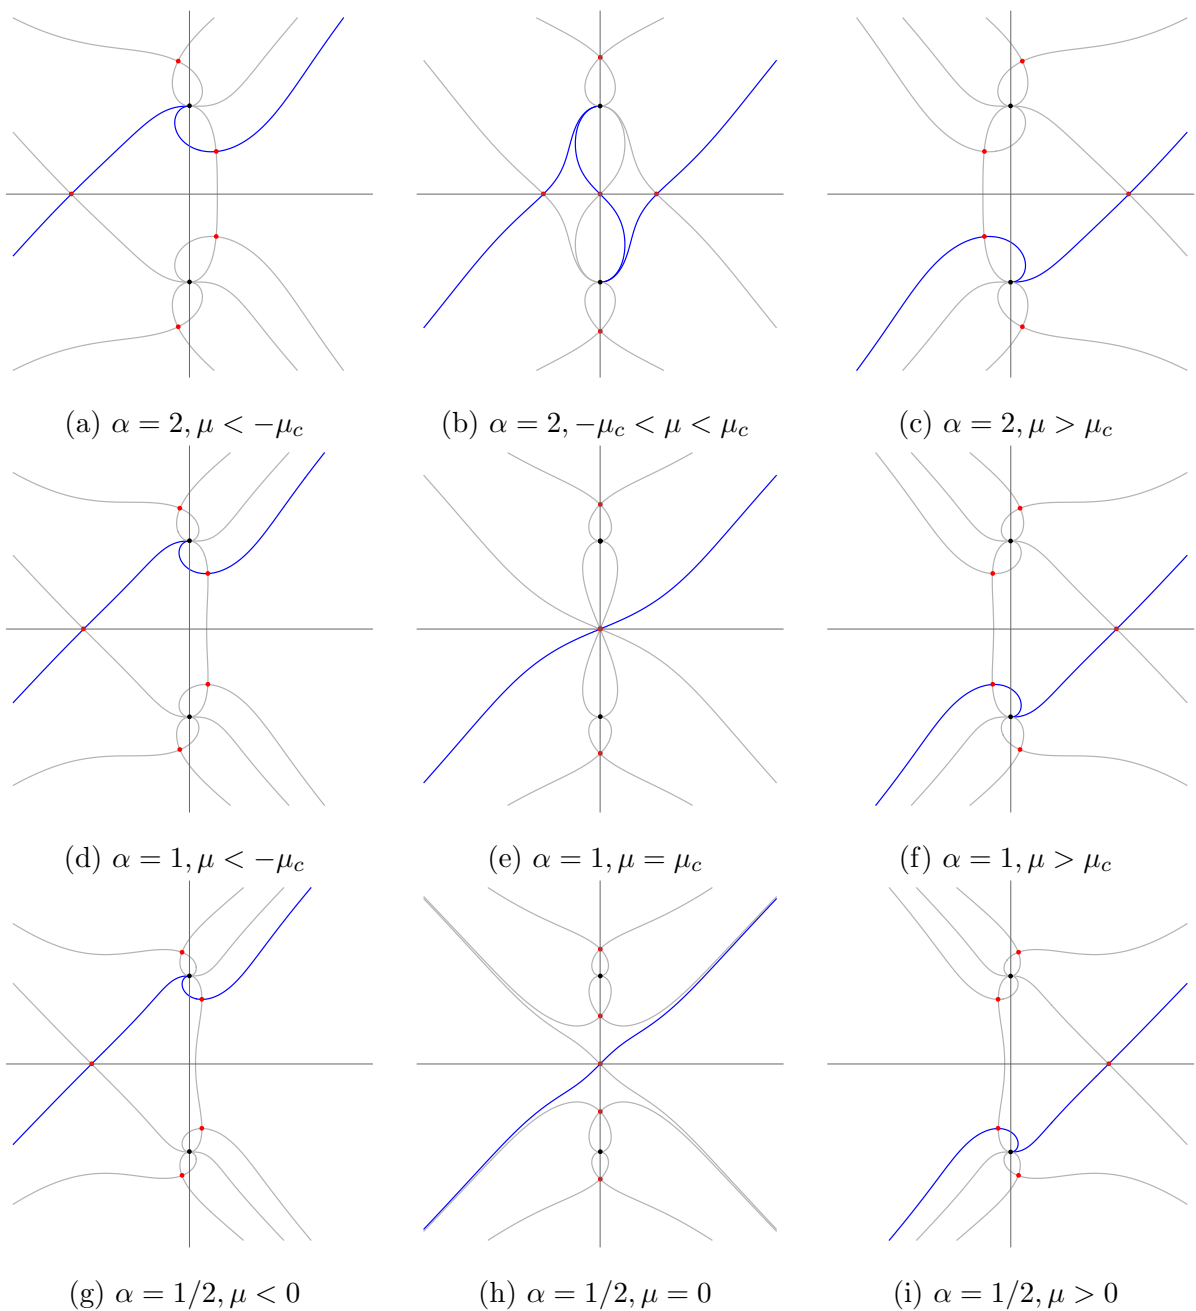 (a) α = 2, μ < −μ_c
(b) α = 2, −μ_c < μ < μ_c
(c) α = 2, μ > μ_c
(d) α = 1, μ < −μ_c
(e) α = 1, μ = μ_c
(f) α = 1, μ > μ_c
(g) α = 1/2, μ < 0
(h) α = 1/2, μ = 0
(i) α = 1/2, μ > 0